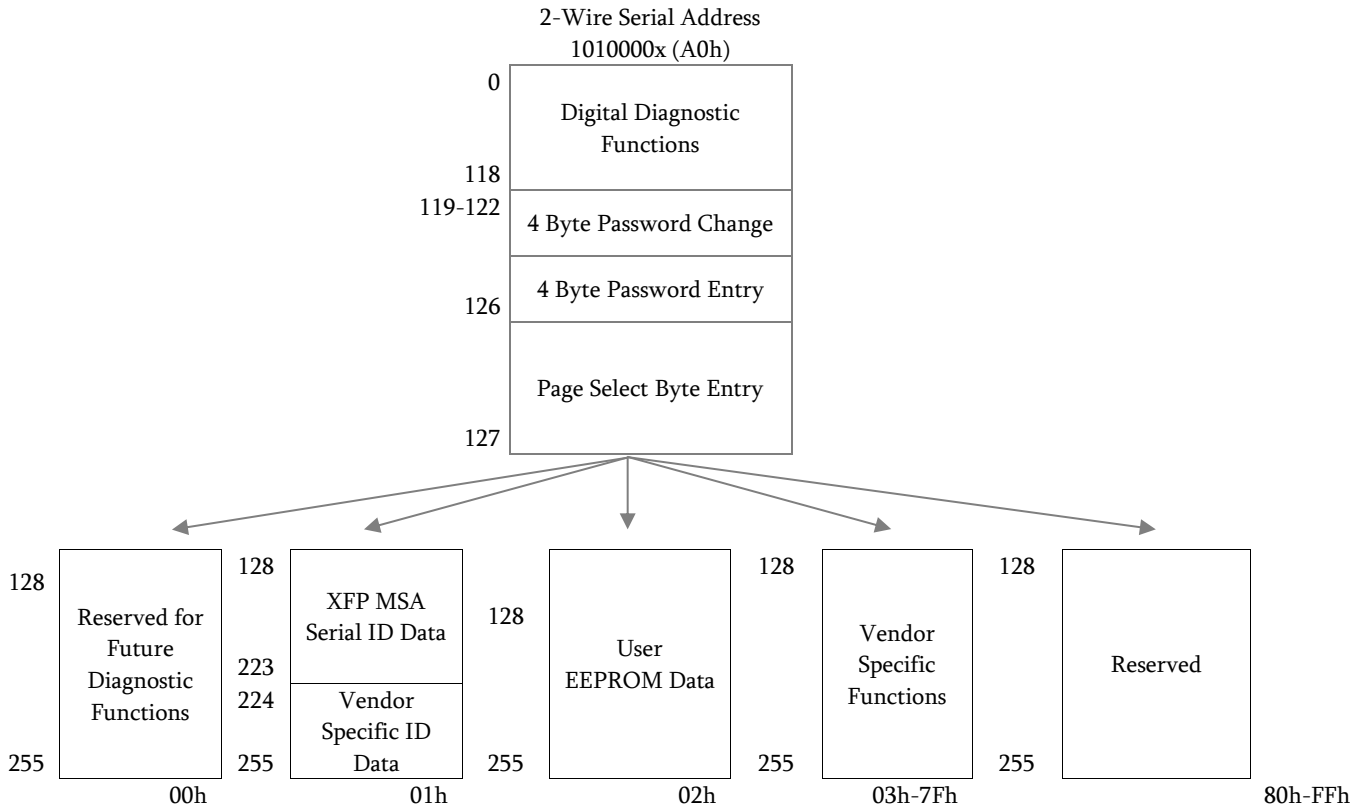 2-Wire Serial Address
1010000x (A0h)
0
Digital Diagnostic
Functions
118
119-122
4 Byte Password Change
4 Byte Password Entry
126
Page Select Byte Entry
127
128
Reserved for
Future
Diagnostic
Functions
255
00h
128
XFP MSA
Serial ID Data
223
224
Vendor
Specific ID
Data
255
01h
128
User
EEPROM Data
255
02h
128
Vendor
Specific
Functions
255
03h-7Fh
128
Reserved
255
80h-FFh